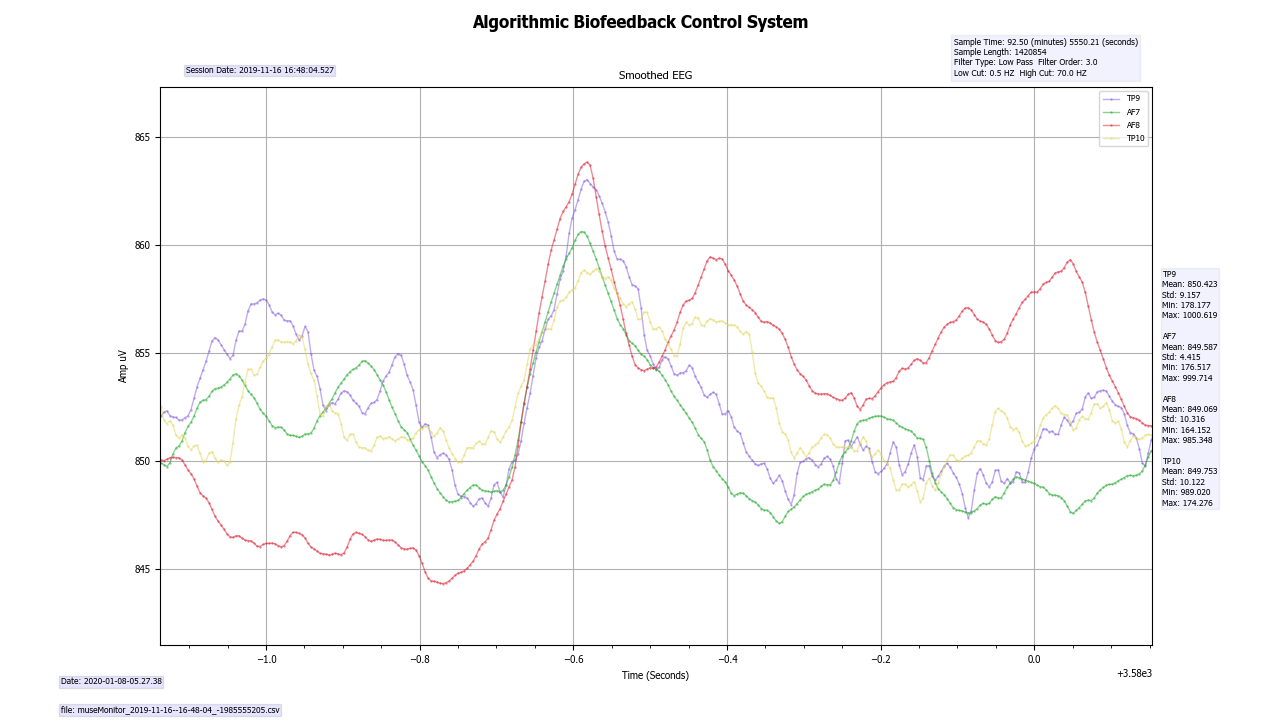 Algorithmic Biofeedback Control System
Sample Time: 92.50 (minutes) 5550.21 (seconds)
Sample Length: 1420854
Filter Type: Low Pass  Filter Order: 3.0
Low Cut: 0.5 HZ  High Cut: 70.0 HZ
Session Date: 2019-11-16 16:48:04.527
Smoothed EEG
TP9
AF7
AF8
TP10
865
860
855
850
845
Amp uV
TP9
Mean: 850.423
Std: 9.157
Min: 178.177
Max: 1000.619
AF7
Mean: 849.587
Std: 4.415
Min: 176.517
Max: 999.714
AF8
Mean: 849.069
Std: 10.316
Min: 164.152
Max: 985.348
TP10
Mean: 849.753
Std: 10.122
Min: 989.020
Max: 174.276
−1.0 −0.8 −0.6 −0.4 −0.2 0.0
Time (Seconds)
+3.58e3
Date: 2020-01-08-05.27.38
file: museMonitor_2019-11-16--16-48-04_-1985555205.csv